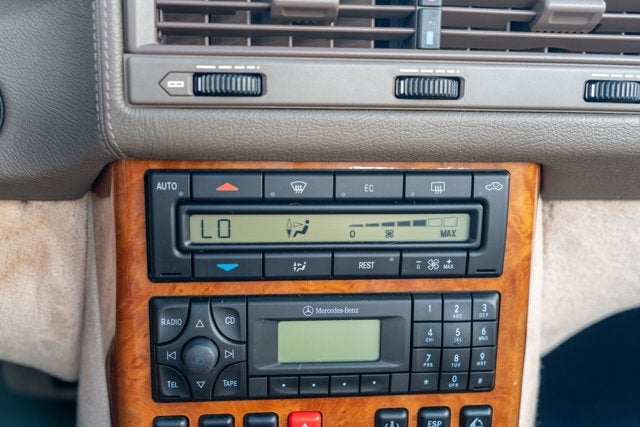 AUTO EC
LO 0 MAX
REST - 0 + MAX
Mercedes-Benz
RADIO CD 1 2 ABC 3 DEF
4 GHI 5 JKL 6 MNO
7 PRS 8 TUV 9 WXY
TEL TAPE * 0 OPR #
ESP